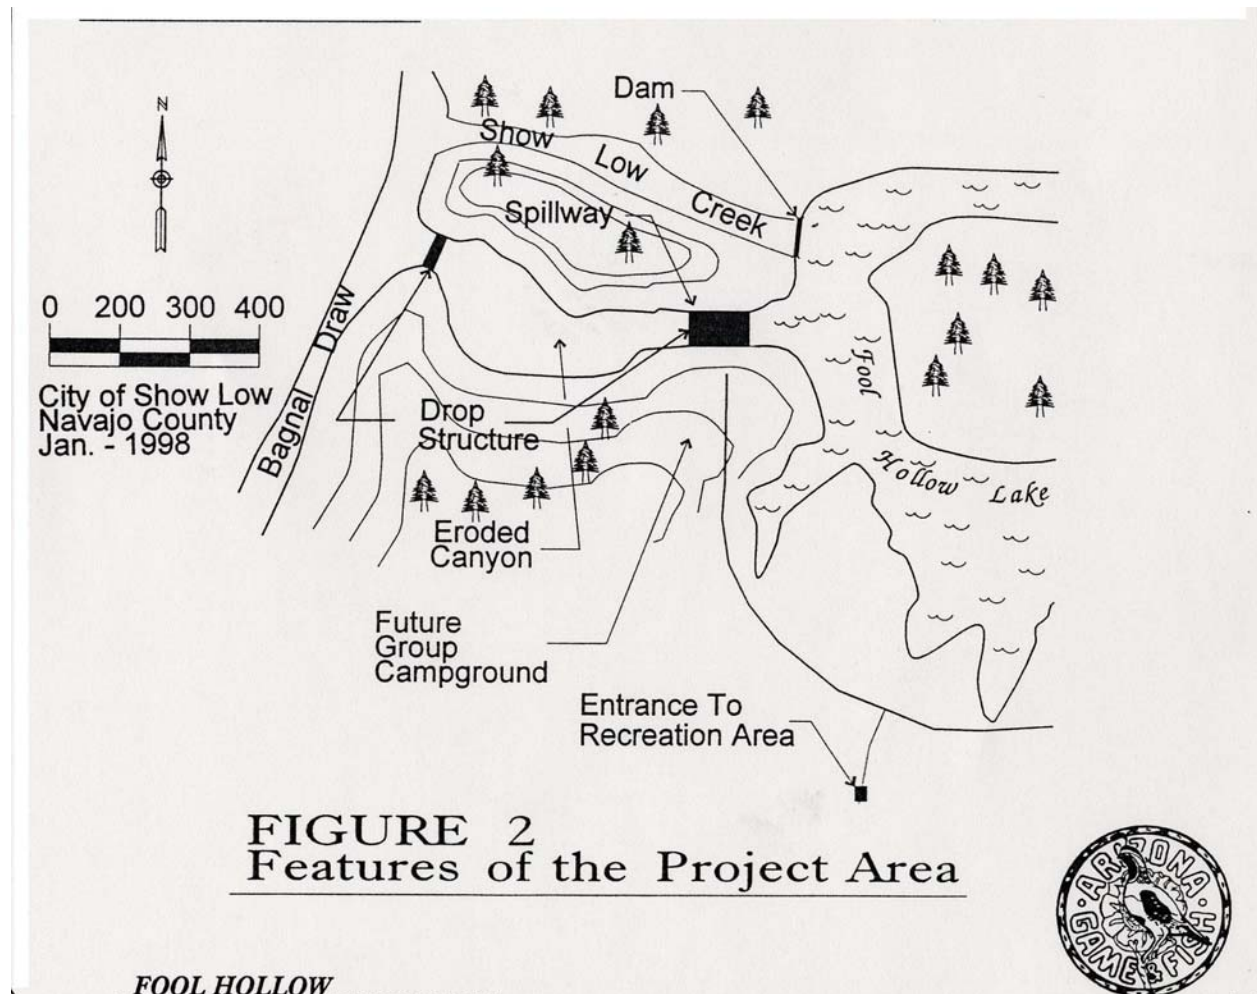 N
Dam
Show Low Creek
Spillway
0 200 300 400
City of Show Low
Navajo County
Jan. - 1998
Bagnal Draw
Drop
Structure
Fool
Hollow Lake
Eroded
Canyon
Future
Group
Campground
Entrance To
Recreation Area
FIGURE 2
Features of the Project Area
ARIZONA
GAME & FISH
FOOL HOLLOW